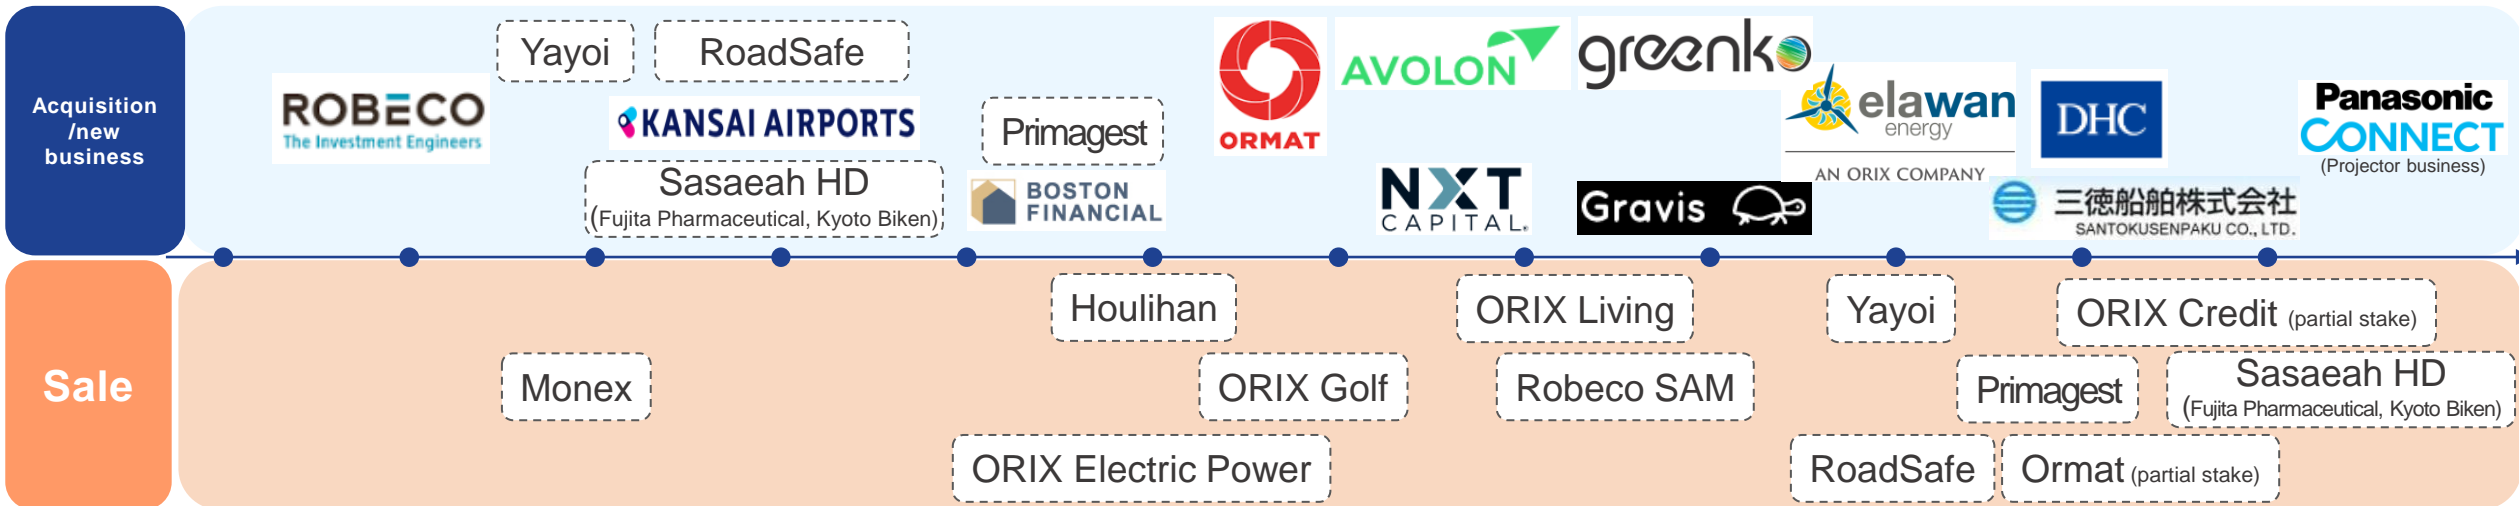 Acquisition
/new
business
Yayoi
RoadSafe
ROBECO
The Investment Engineers
KANSAI AIRPORTS
Sasaeah HD
(Fujita Pharmaceutical, Kyoto Biken)
Primagest
BOSTON
FINANCIAL
ORMAT
AVOLON
NXT
CAPITAL.
greenko
Gravis
elawan
energy
AN ORIX COMPANY
DHC
三徳船舶株式会社
SANTOKUSENPAKU CO., LTD.
Panasonic
CONNECT
(Projector business)
Sale
Monex
Houlihan
ORIX Golf
ORIX Electric Power
ORIX Living
Robeco SAM
Yayoi
RoadSafe
ORIX Credit (partial stake)
Primagest
Sasaeah HD
(Fujita Pharmaceutical, Kyoto Biken)
Ormat (partial stake)